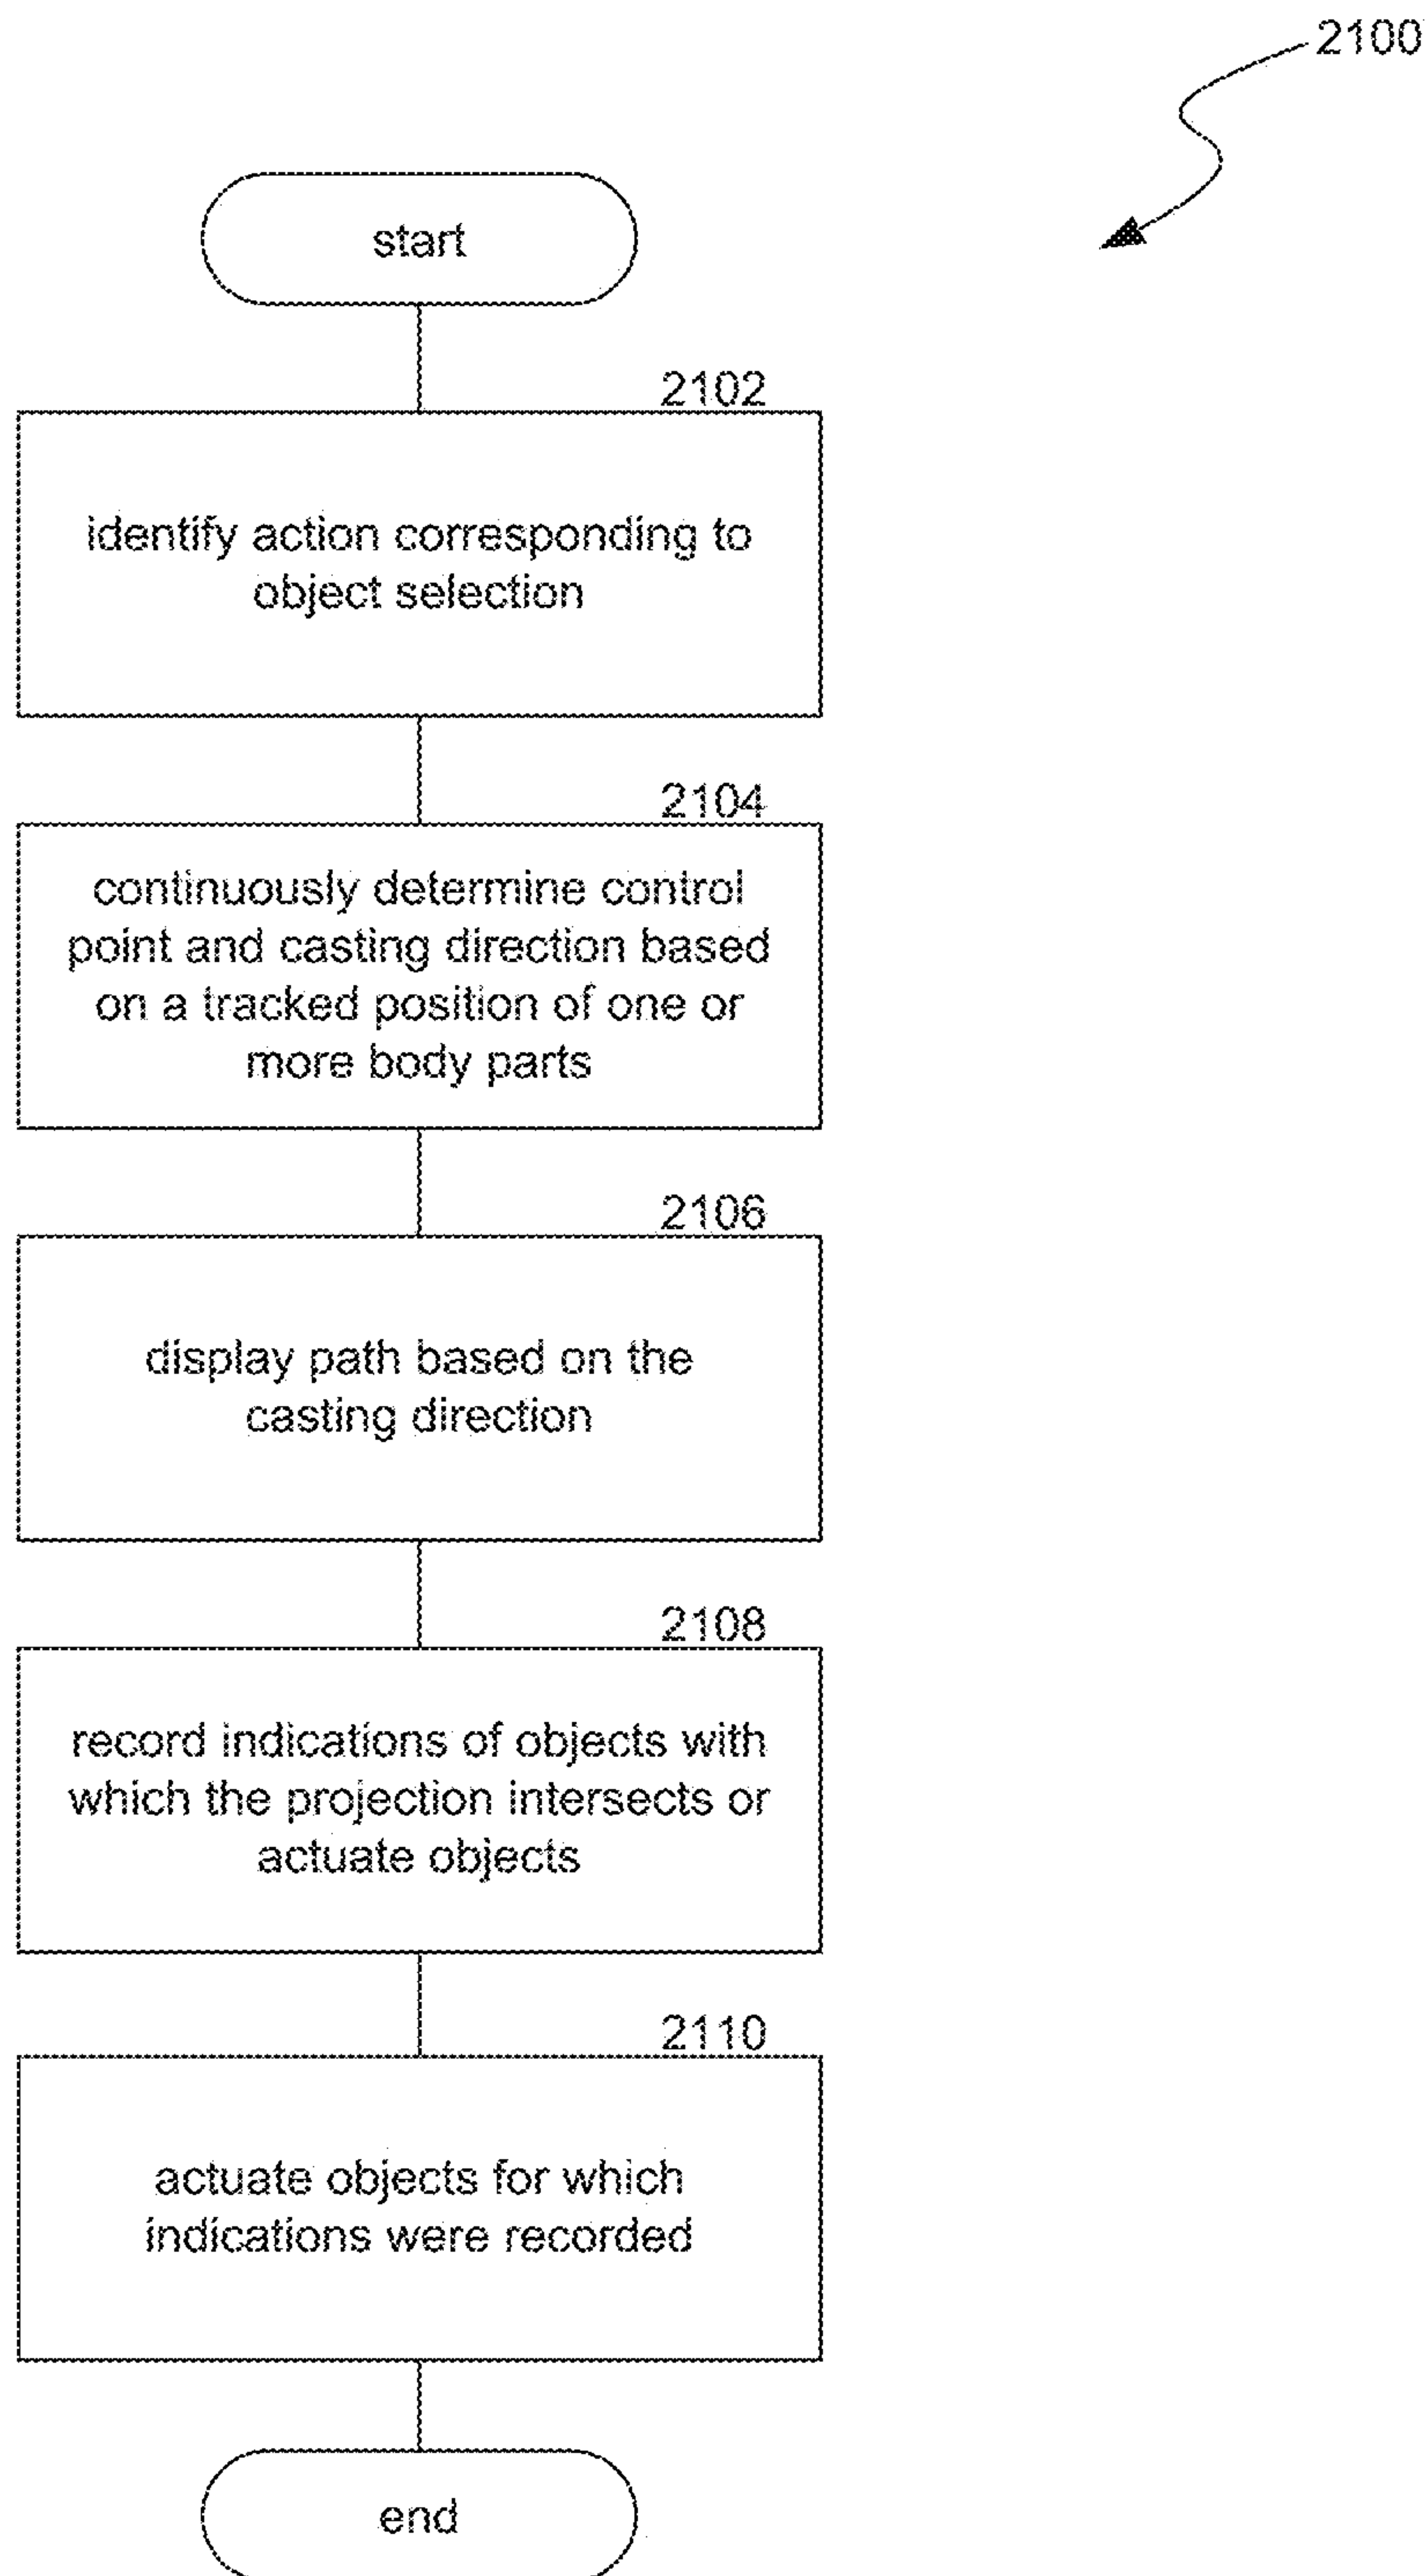 2100
start
2102
identify action corresponding to
object selection
2104
continuously determine control
point and casting direction based
on a tracked position of one or
more body parts
2106
display path based on the
casting direction
2108
record indications of objects with
which the projection intersects or
actuate objects
2110
actuate objects for which
indications were recorded
end